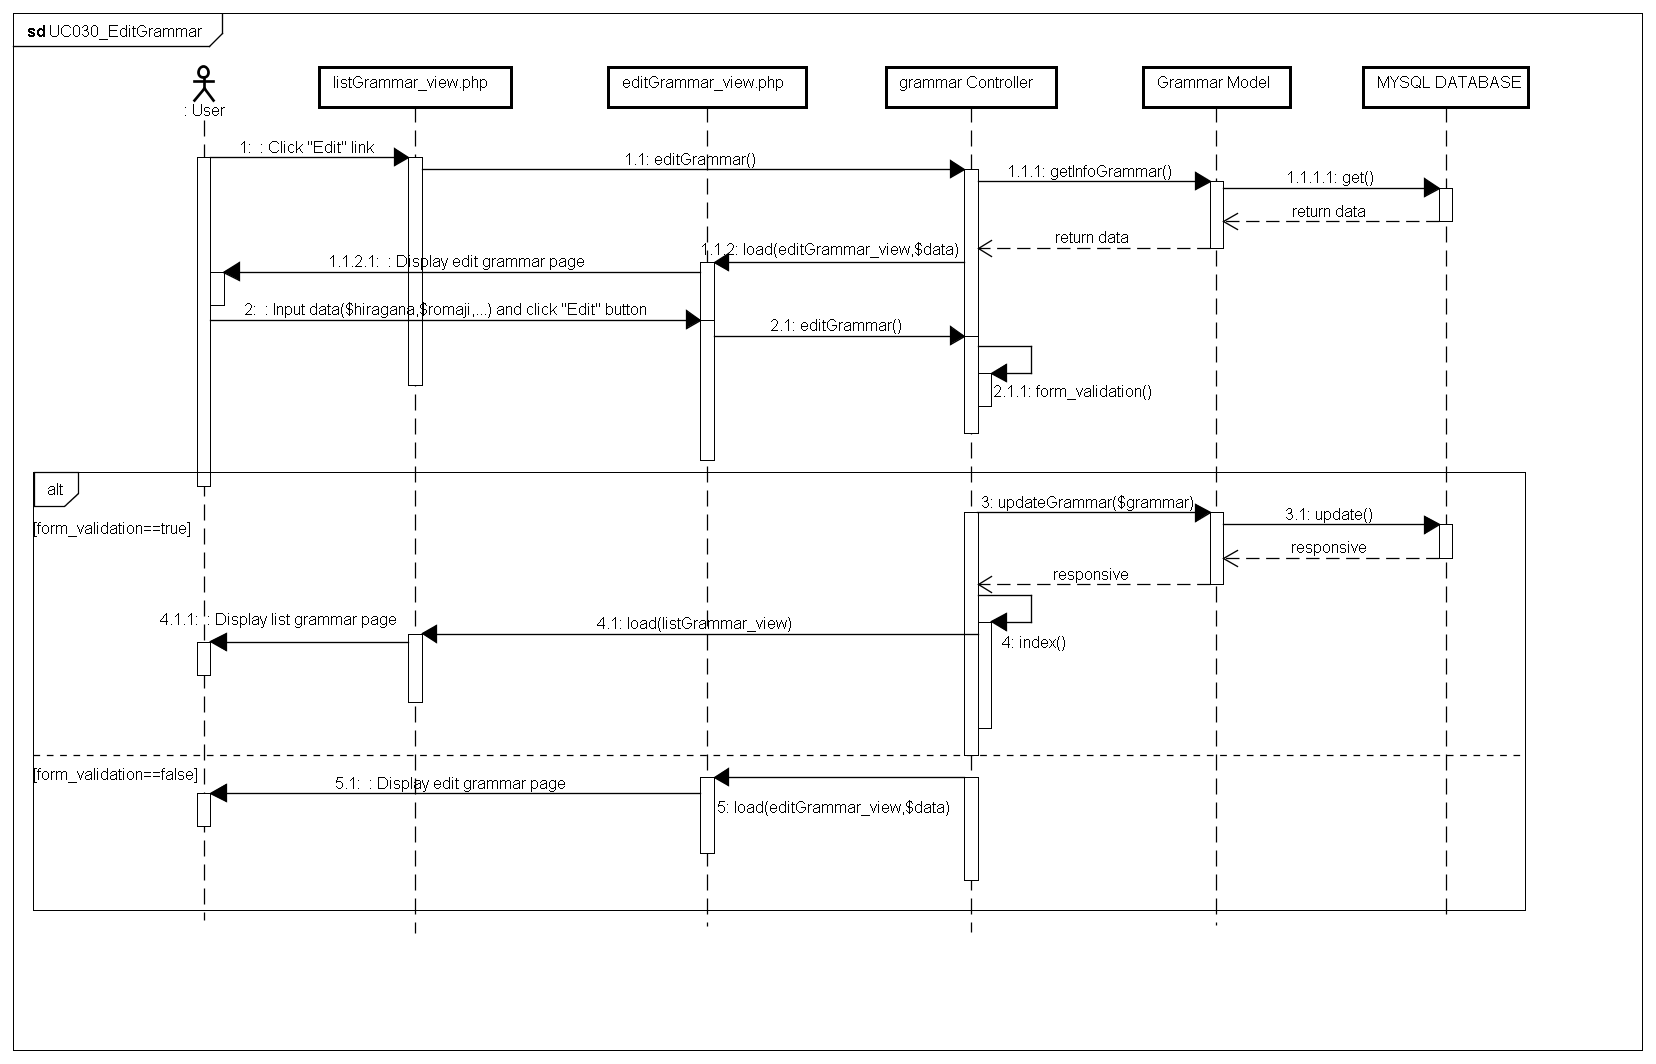 sd UC030_EditGrammar
: User
listGrammar_view.php
editGrammar_view.php
grammar Controller
Grammar Model
MYSQL DATABASE
1:  : Click "Edit" link
1.1: editGrammar()
1.1.1: getInfoGrammar()
1.1.1.1: get()
return data
return data
1.1.2: load(editGrammar_view,$data)
1.1.2.1:  : Display edit grammar page
2:  : Input data($hiragana,$romaji,...) and click "Edit" button
2.1: editGrammar()
2.1.1: form_validation()
alt
[form_validation==true]
3: updateGrammar($grammar)
3.1: update()
responsive
responsive
4: index()
4.1: load(listGrammar_view)
4.1.1:  : Display list grammar page
[form_validation==false]
5: load(editGrammar_view,$data)
5.1:  : Display edit grammar page